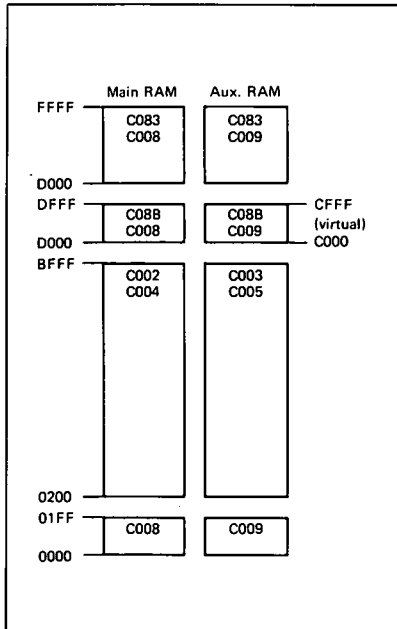 Main RAM Aux. RAM
FFFF
C083 C083
C008 C009
D000
DFFF CFFF
C08B C08B
(virtual)
C008 C009
D000 C000
BFFF
C002 C003
C004 C005
0200
01FF
C008 C009
0000